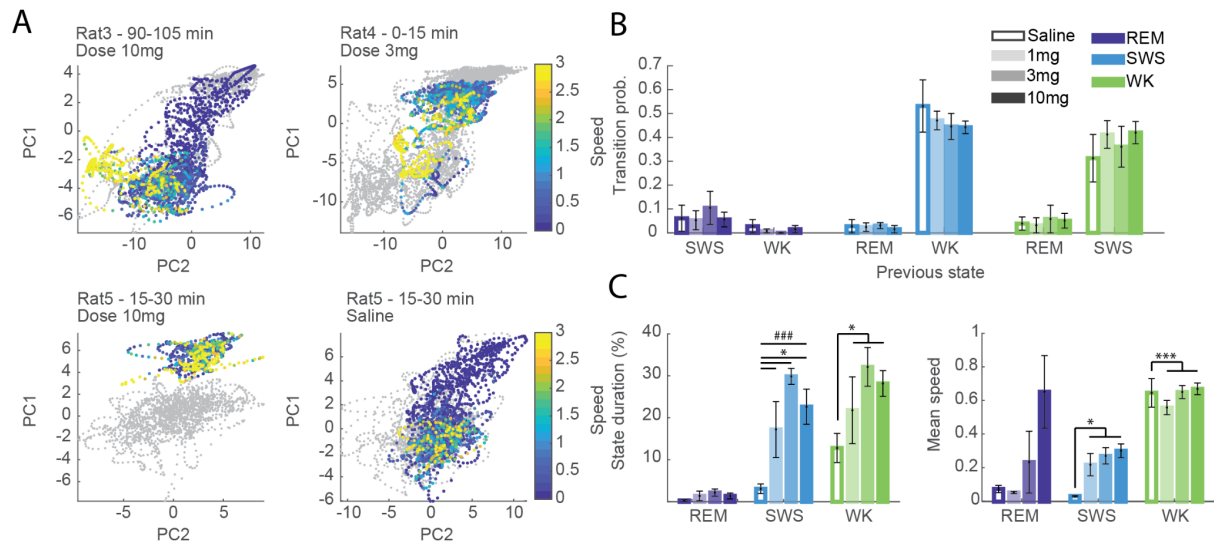 A
Rat3 - 90-105 min
Dose 10mg
4
2
0
-2
-4
-6
PC1
-10
0
10
PC2
Rat4 - 0-15 min
Dose 3mg
5
0
-5
-10
PC1
-10
0
10
PC2
3
2.5
2
1.5
1
0.5
0
Speed
Rat5 - 15-30 min
Dose 10mg
6
4
2
0
-2
-4
PC1
-5
0
5
PC2
Rat5 - 15-30 min
Saline
6
4
2
0
-2
-4
-6
PC1
-10
-5
0
5
10
PC2
3
2.5
2
1.5
1
0.5
0
Speed
B
Saline
1mg
3mg
10mg
REM
SWS
WK
0.7
0.6
0.5
0.4
0.3
0.2
0.1
0
Transition prob.
SWS
WK
REM
WK
REM
SWS
Previous state
C
40
30
20
10
0
State duration (%)
###
*
*
REM
SWS
WK
1
0.8
0.6
0.4
0.2
0
Mean speed
*
***
REM
SWS
WK